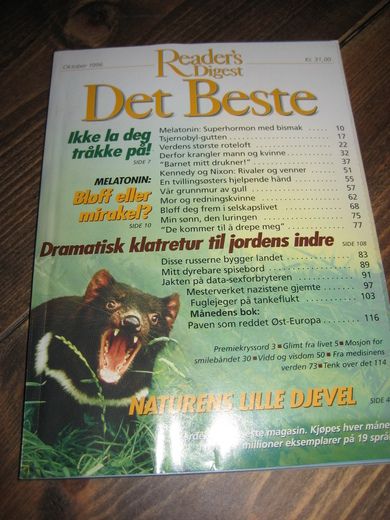 Oktober 1996
Reader's
Digest
Kr. 31,00
Det Beste
Ikke la deg
tråkke på!
SIDE 7
MELATONIN:
Bløff eller
mirakel?
SIDE 10
Melatonin: Superhormon med bismak ..... 10
Tsjernobyl-gutten ..... 17
Verdens største roteloft ..... 22
Derfor krangler mann og kvinne ..... 32
"Barnet mitt drukner!" ..... 37
Kennedy og Nixon: Rivaler og venner ..... 51
En tvillingsøsters hjelpende hånd ..... 55
Vår grunnmur av gull ..... 57
Mor og redningskvinne ..... 62
Bløff deg frem i selskapslivet ..... 68
Min sønn, den luringen ..... 75
"De kommer til å drepe meg" ..... 77
Dramatisk klatretur til jordens indre SIDE 108
Disse russerne bygger landet ..... 83
Mitt dyrebare spisebord ..... 89
Jakten på data-sexforbryteren ..... 91
Mesterverket nazistene gjemte ..... 97
Fuglejeger på tankeflukt ..... 103
Månedens bok:
Paven som reddet Øst-Europa ..... 116
Premiekryssord 3 ■ Glimt fra livet 5 ■ Mosjon for
smilebåndet 30 ■ Vidd og visdom 50 ■ Fra medisinens
verden 73 ■ Tenk over det 114
NATURENS LILLE DJEVEL SIDE 4
magasin. Kjøpes hver måned
millioner eksemplarer på 19 språk